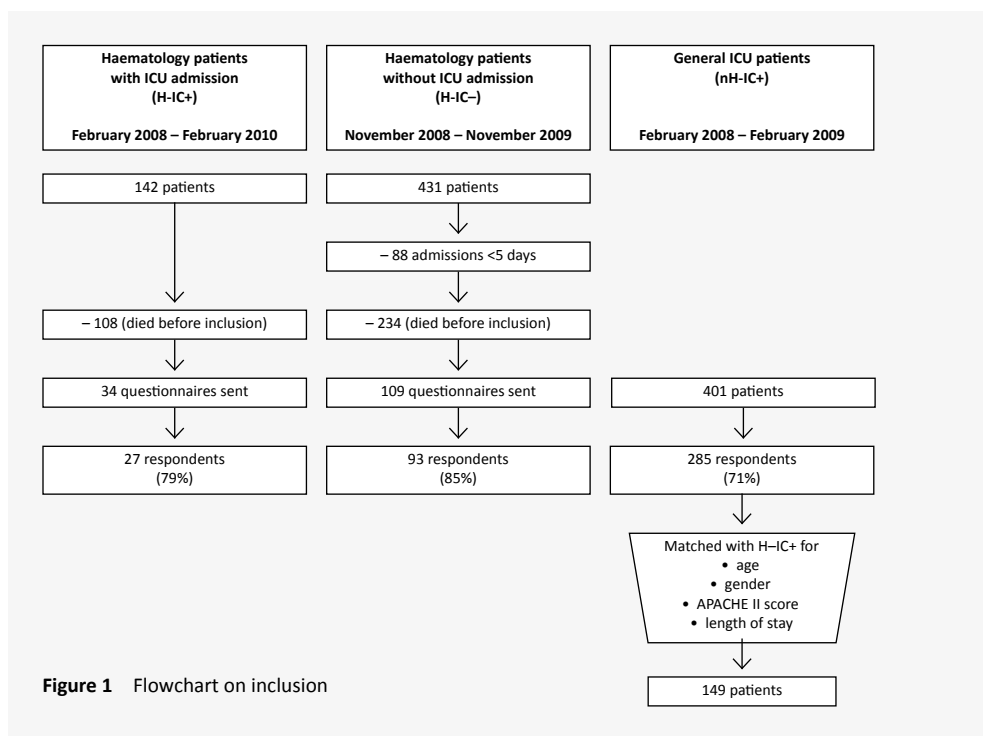 Haematology patients
with ICU admission
(H-IC+)
February 2008 – February 2010
142 patients
– 108 (died before inclusion)
34 questionnaires sent
27 respondents
(79%)
Haematology patients
without ICU admission
(H-IC–)
November 2008 – November 2009
431 patients
– 88 admissions <5 days
– 234 (died before inclusion)
109 questionnaires sent
93 respondents
(85%)
General ICU patients
(nH-IC+)
February 2008 – February 2009
401 patients
285 respondents
(71%)
Matched with H–IC+ for
• age
• gender
• APACHE II score
• length of stay
149 patients
Figure 1 Flowchart on inclusion